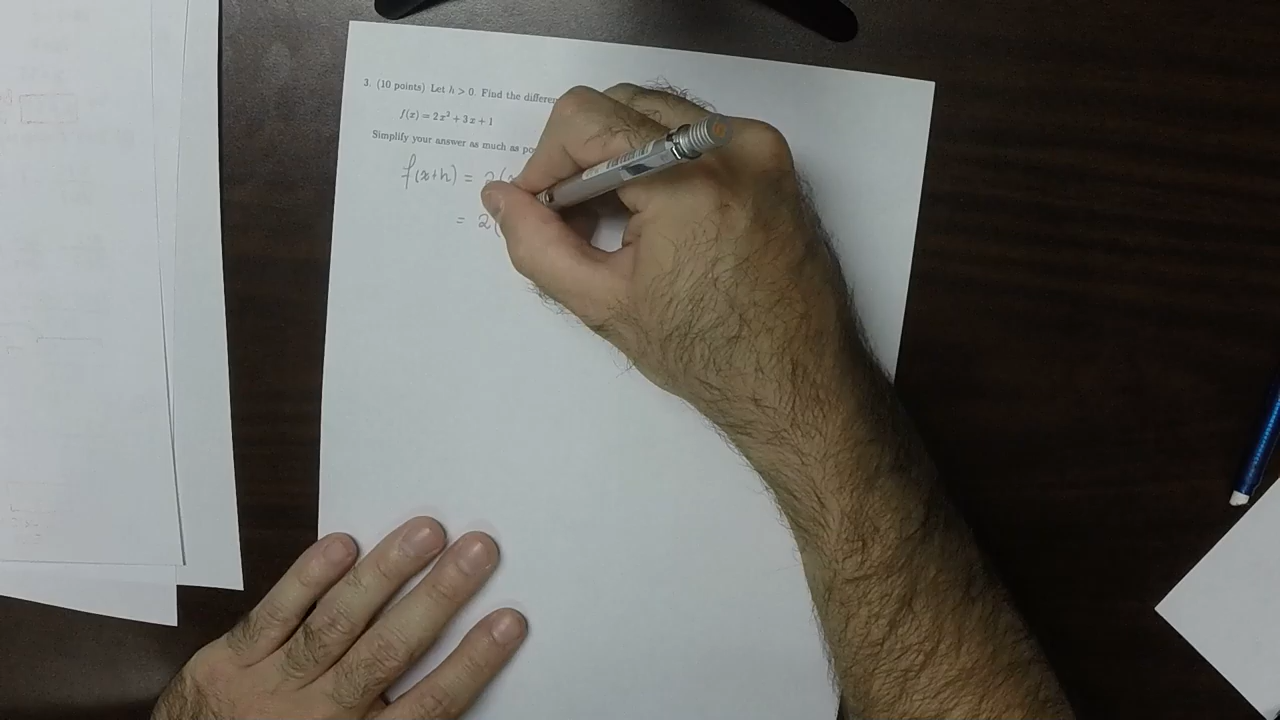 3. (10 points) Let h > 0. Find the differen
f(x) = 2x² + 3x + 1
Simplify your answer as much as po
f(x+h) = 2(x
= 2(